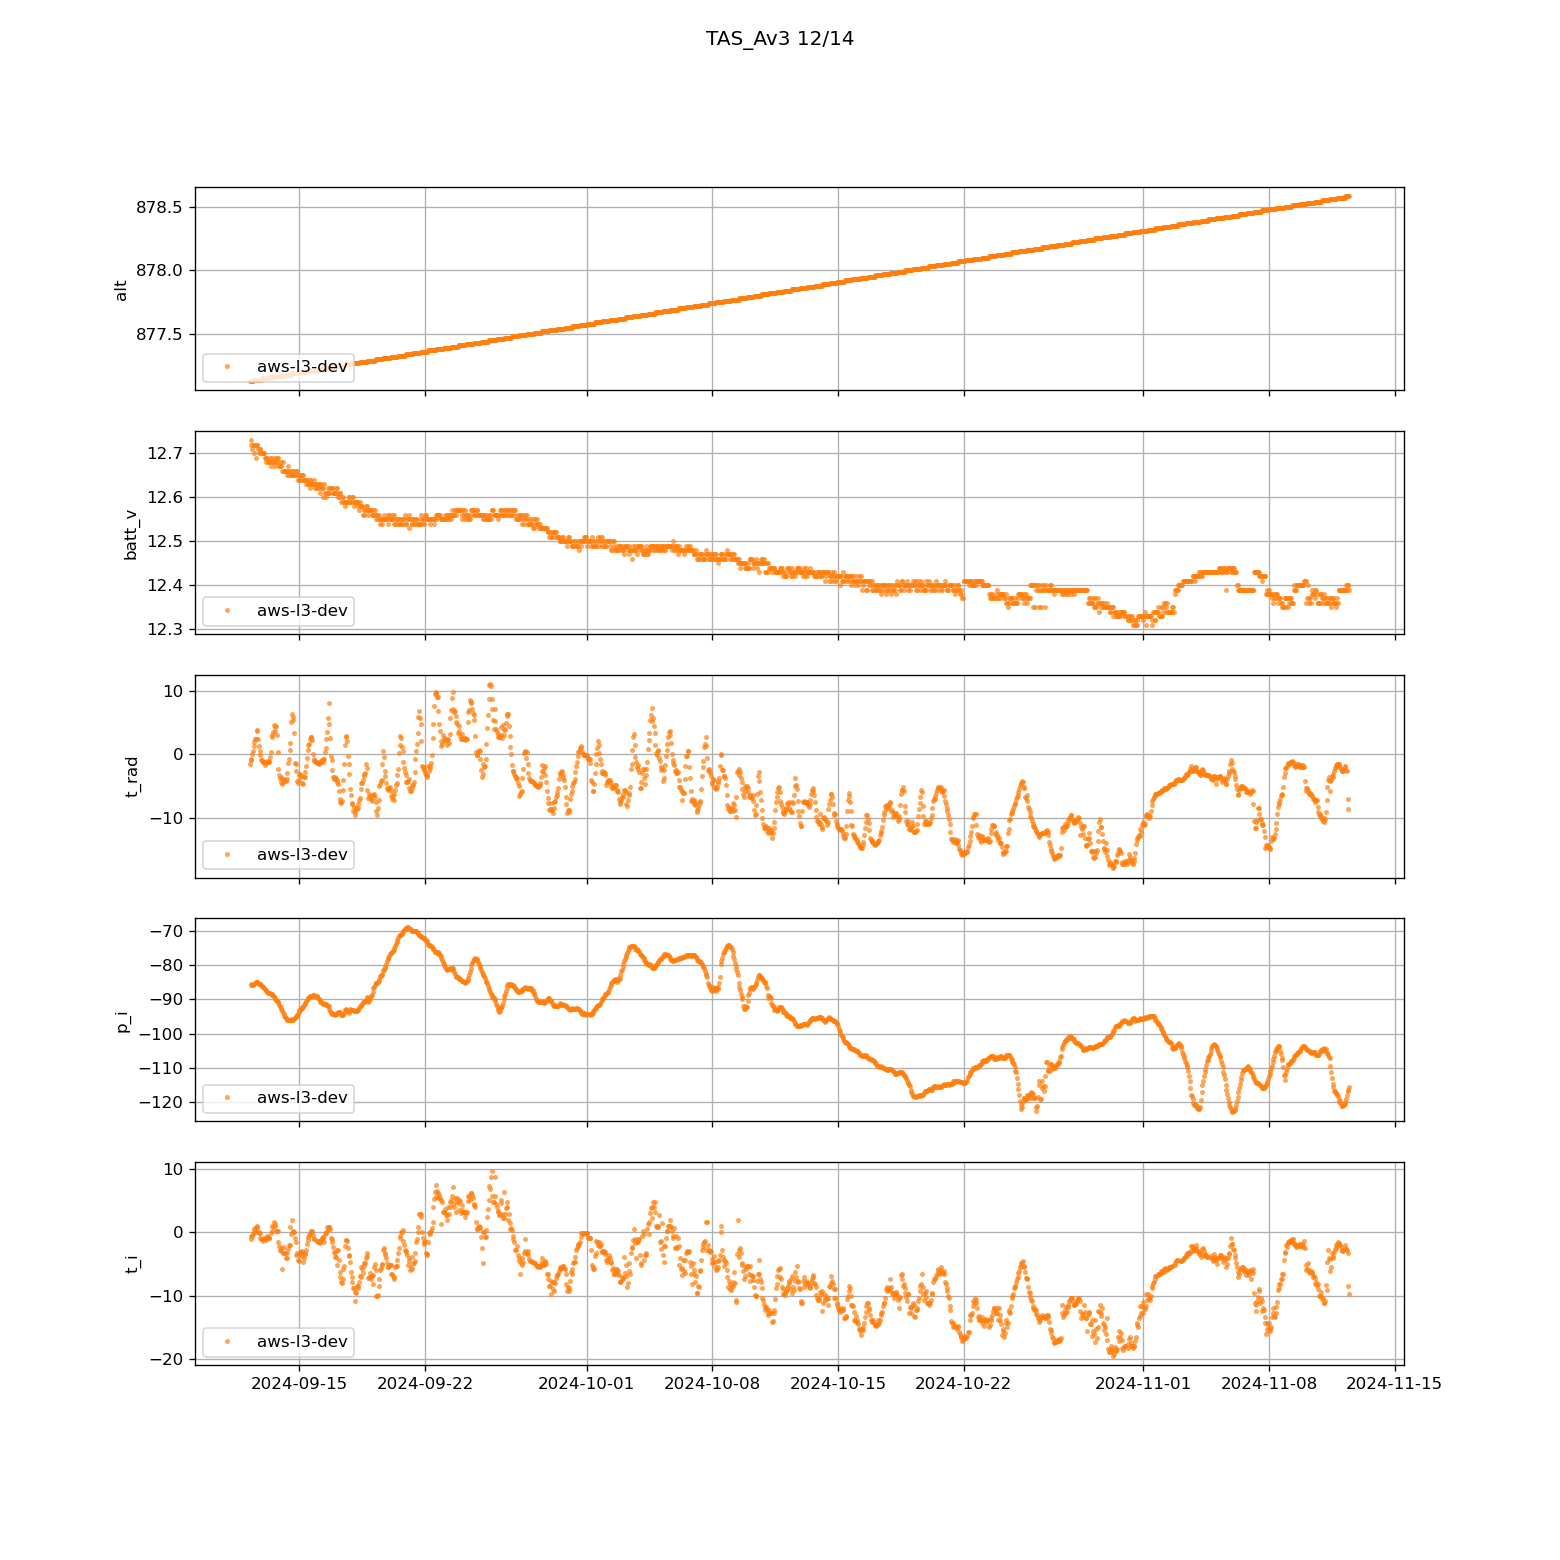 TAS_Av3 12/14
878.5
878.0
877.5
alt
aws-l3-dev
12.7
12.6
12.5
12.4
12.3
batt_v
aws-l3-dev
10
0
−10
t_rad
aws-l3-dev
−70
−80
−90
−100
−110
−120
p_i
aws-l3-dev
10
0
−10
−20
t_i
aws-l3-dev
2024-09-15 2024-09-22 2024-10-01 2024-10-08 2024-10-15 2024-10-22 2024-11-01 2024-11-08 2024-11-15